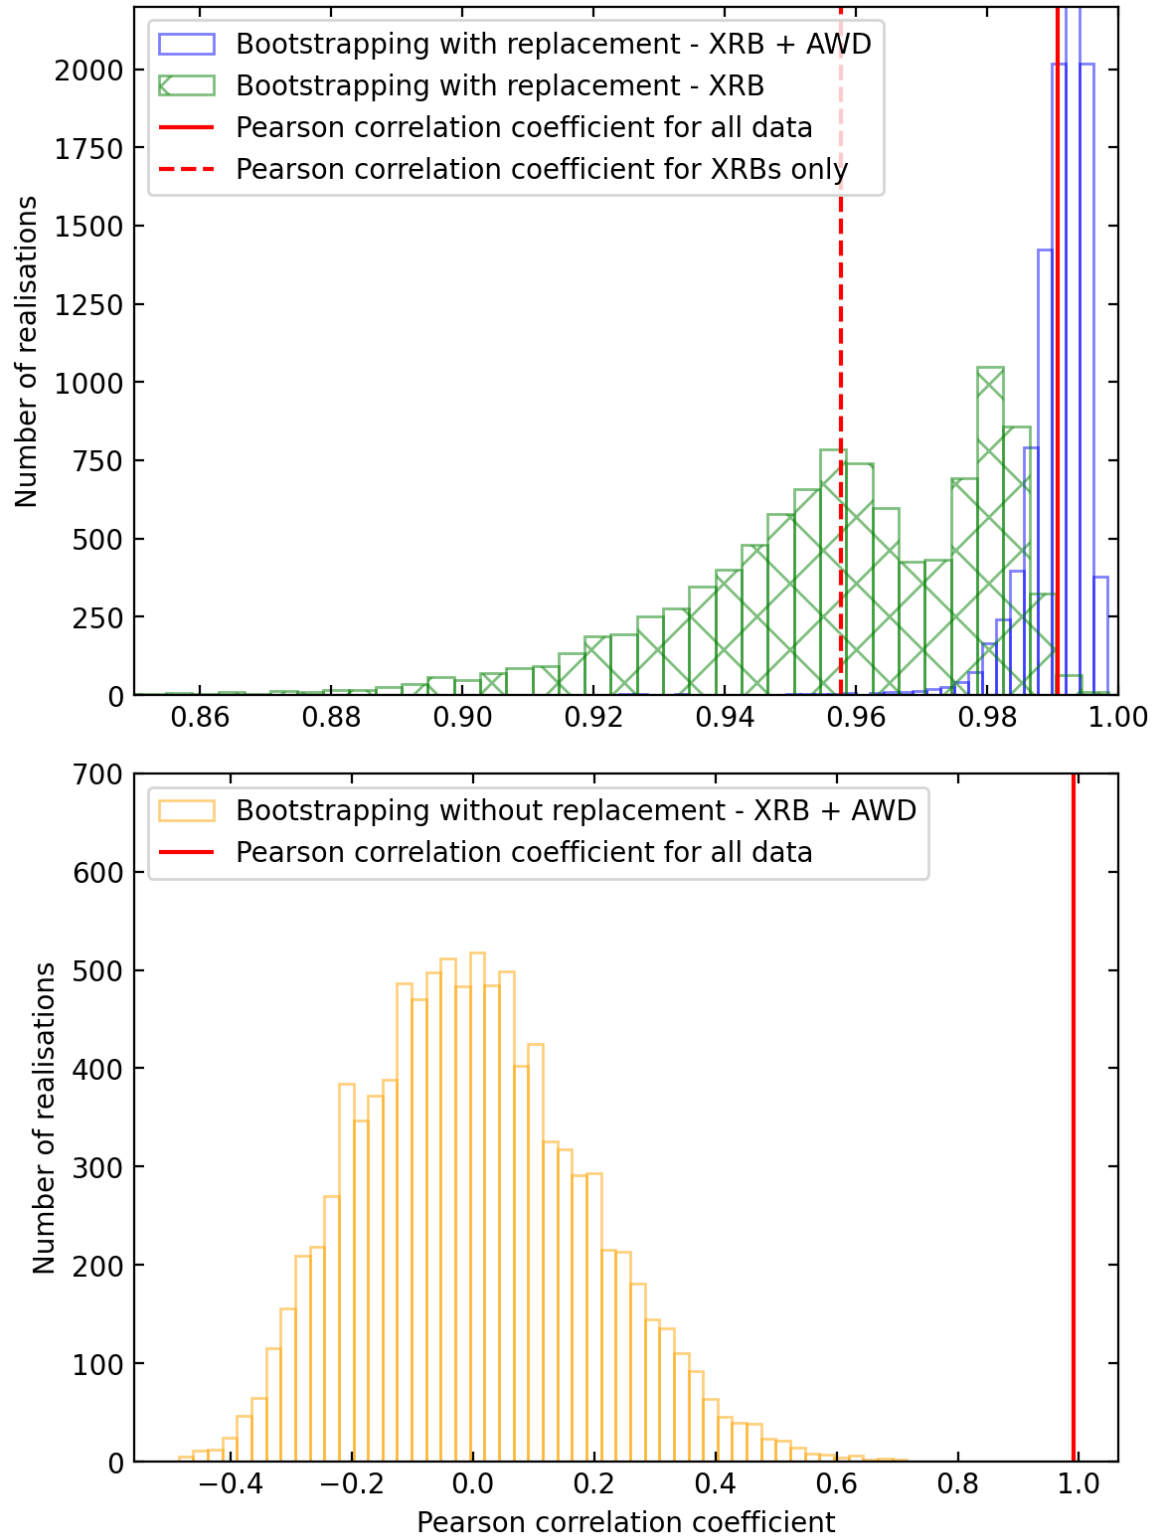 Bootstrapping with replacement - XRB + AWD
Bootstrapping with replacement - XRB
Pearson correlation coefficient for all data
Pearson correlation coefficient for XRBs only
Number of realisations
2000
1750
1500
1250
1000
750
500
250
0
0.86 0.88 0.90 0.92 0.94 0.96 0.98 1.00
Bootstrapping without replacement - XRB + AWD
Pearson correlation coefficient for all data
Number of realisations
700
600
500
400
300
200
100
0
−0.4 −0.2 0.0 0.2 0.4 0.6 0.8 1.0
Pearson correlation coefficient